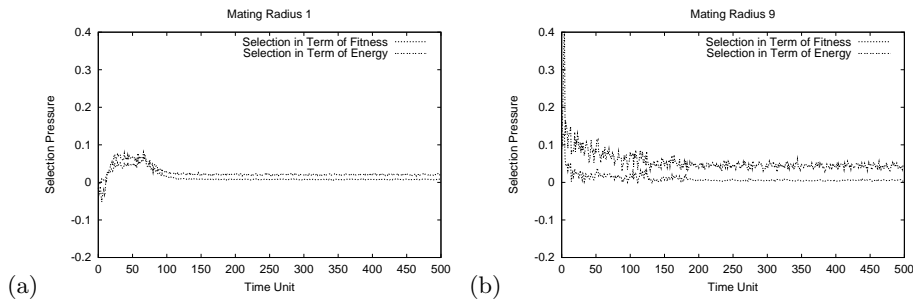 Mating Radius 1
Selection in Term of Fitness
Selection in Term of Energy
Selection Pressure
0.4
0.3
0.2
0.1
0
-0.1
-0.2
0 50 100 150 200 250 300 350 400 450 500
Time Unit
(a)
Mating Radius 9
Selection in Term of Fitness
Selection in Term of Energy
Selection Pressure
0.4
0.3
0.2
0.1
0
-0.1
-0.2
0 50 100 150 200 250 300 350 400 450 500
Time Unit
(b)